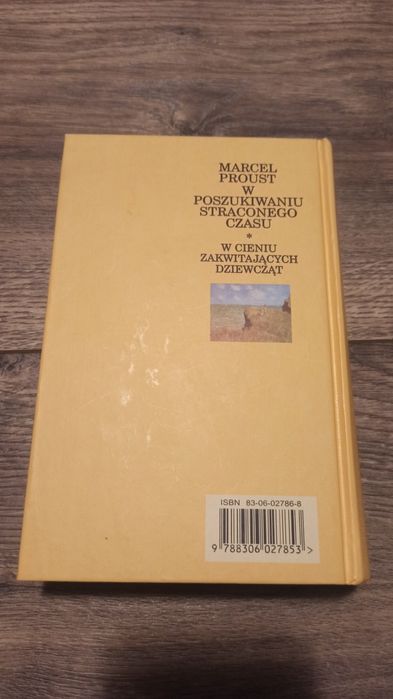 MARCEL
PROUST
W
POSZUKIWANIU
STRACONEGO
CZASU
*
W CIENIU
ZAKWITAJĄCYCH
DZIEWCZĄT
ISBN 83-06-02786-8
9 788306 027853 >